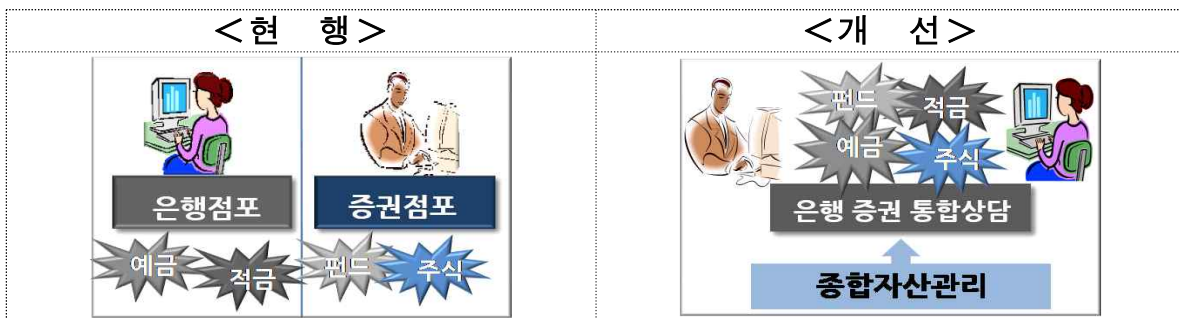 <현 행>
은행점포
증권점포
예금
적금
펀드
주식
<개 선>
펀드
적금
예금
주식
은행 증권 통합상담
종합자산관리